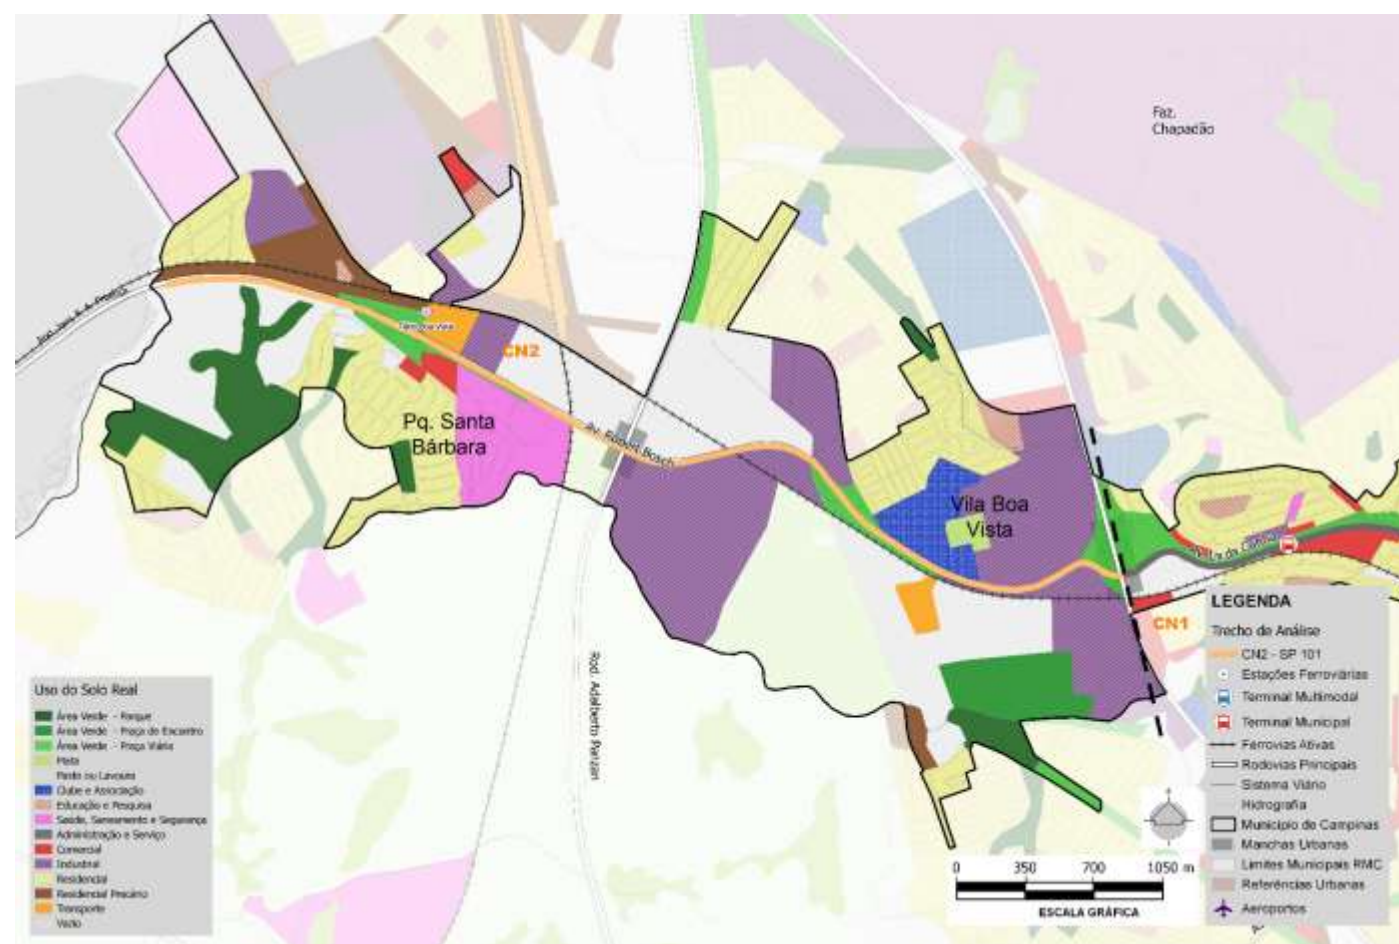 Faz.
Chapadão
CN2
Pq. Santa
Bárbara
Av. Robert Bosch
Vila Boa
Vista
CN1
Rod. Adalberto Panzan
LEGENDA
Trecho de Análise
CN2 - SP 101
Estações Ferroviárias
Terminal Multimodal
Terminal Municipal
Ferrovias Ativas
Rodovias Principais
Sistema Viário
Hidrografia
Município de Campinas
Manchas Urbanas
Limites Municipais RMC
Referências Urbanas
Aeroportos
Uso do Solo Real
Área Verde - Parque
Área Verde - Praça de Encontro
Área Verde - Praça Viária
Mata
Pasto ou Lavoura
Clube e Associação
Educação e Pesquisa
Saúde, Saneamento e Segurança
Administração e Serviço
Comercial
Industrial
Residencial
Residencial Precário
Transporte
Vazio
0 350 700 1050 m
ESCALA GRÁFICA